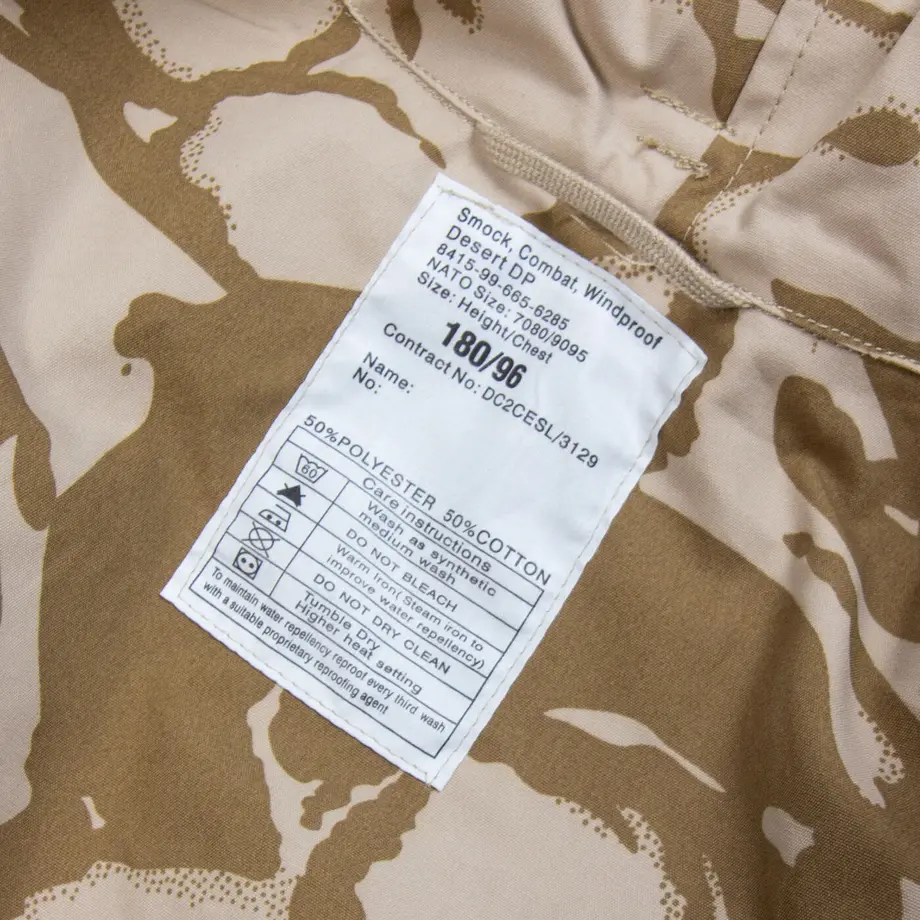 Smock, Combat, Windproof
Desert DP
8415-99-665-6285
NATO Size: 7080/9095
Size: Height/Chest
180/96
Contract No: DC2CESL/3129
Name:
No:
50%POLYESTER 50%COTTON
Care instructions
60
Wash as synthetic
medium wash
DO NOT BLEACH
Warm Iron(Steam iron to
improve water repellency)
DO NOT DRY CLEAN
Tumble Dry
Higher heat setting
To maintain water repellency reproof every third wash
with a suitable proprietary reproofing agent